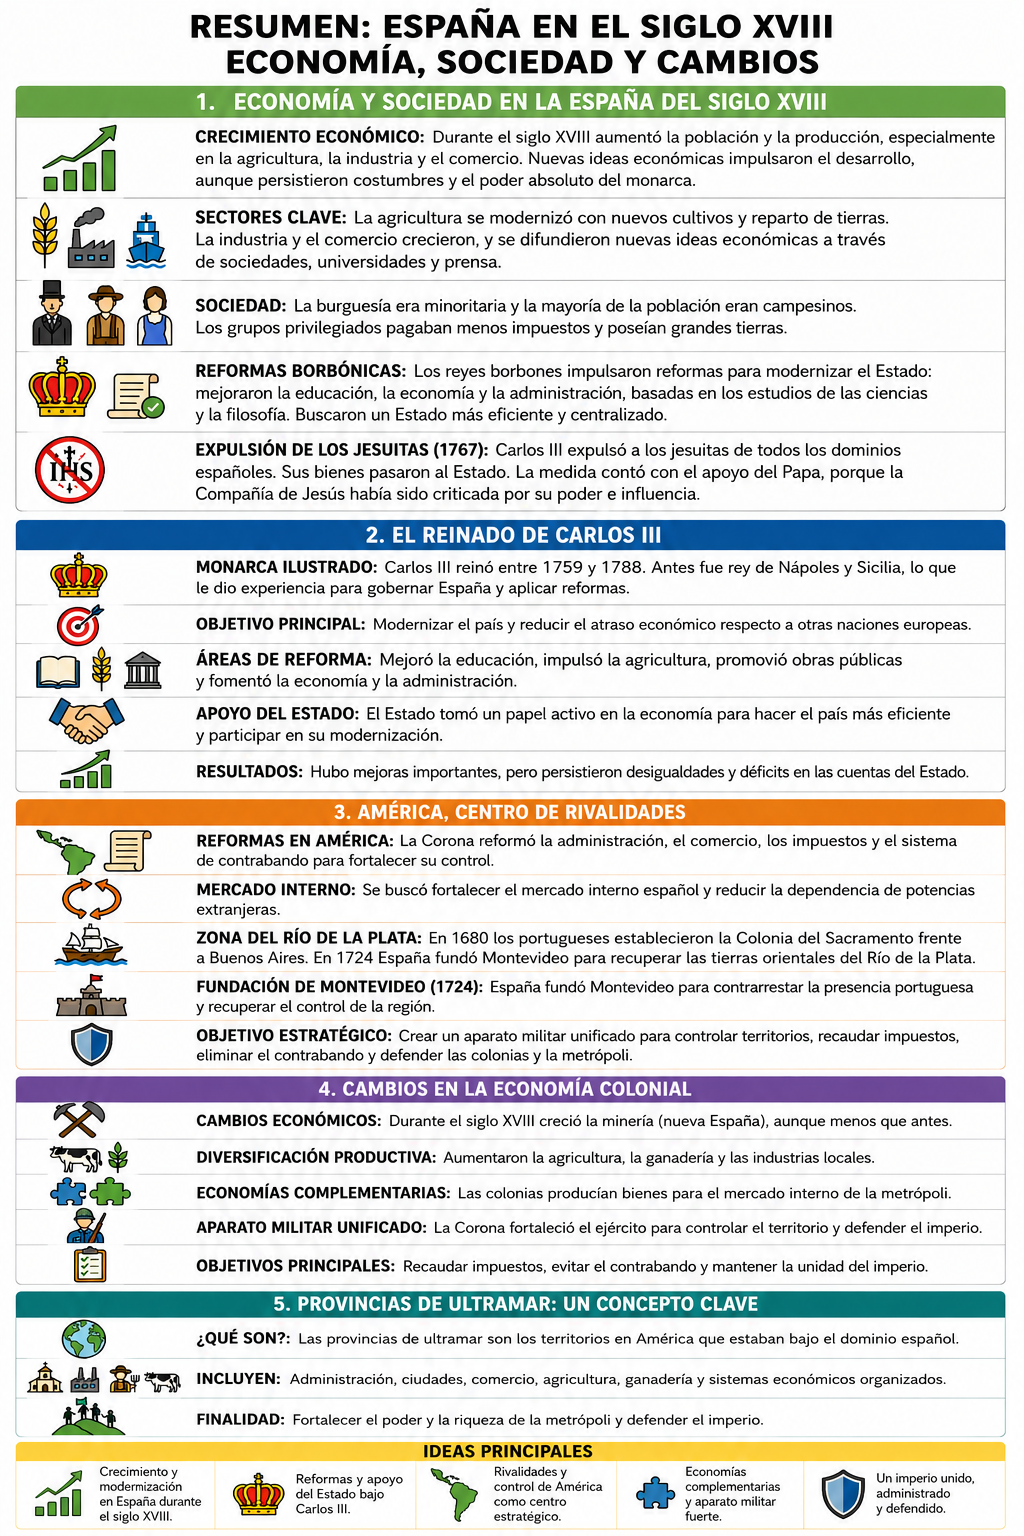 RESUMEN: ESPAÑA EN EL SIGLO XVIII
ECONOMÍA, SOCIEDAD Y CAMBIOS
1. ECONOMÍA Y SOCIEDAD EN LA ESPAÑA DEL SIGLO XVIII
CRECIMIENTO ECONÓMICO: Durante el siglo XVIII aumentó la población y la producción, especialmente
en la agricultura, la industria y el comercio. Nuevas ideas económicas impulsaron el desarrollo,
aunque persistieron costumbres y el poder absoluto del monarca.
SECTORES CLAVE: La agricultura se modernizó con nuevos cultivos y reparto de tierras.
La industria y el comercio crecieron, y se difundieron nuevas ideas económicas a través
de sociedades, universidades y prensa.
SOCIEDAD: La burguesía era minoritaria y la mayoría de la población eran campesinos.
Los grupos privilegiados pagaban menos impuestos y poseían grandes tierras.
REFORMAS BORBÓNICAS: Los reyes borbones impulsaron reformas para modernizar el Estado:
mejoraron la educación, la economía y la administración, basadas en los estudios de las ciencias
y la filosofía. Buscaron un Estado más eficiente y centralizado.
IHS
EXPULSIÓN DE LOS JESUITAS (1767): Carlos III expulsó a los jesuitas de todos los dominios
españoles. Sus bienes pasaron al Estado. La medida contó con el apoyo del Papa, porque la
Compañía de Jesús había sido criticada por su poder e influencia.
2. EL REINADO DE CARLOS III
MONARCA ILUSTRADO: Carlos III reinó entre 1759 y 1788. Antes fue rey de Nápoles y Sicilia, lo que
le dio experiencia para gobernar España y aplicar reformas.
OBJETIVO PRINCIPAL: Modernizar el país y reducir el atraso económico respecto a otras naciones europeas.
ÁREAS DE REFORMA: Mejoró la educación, impulsó la agricultura, promovió obras públicas
y fomentó la economía y la administración.
APOYO DEL ESTADO: El Estado tomó un papel activo en la economía para hacer el país más eficiente
y participar en su modernización.
RESULTADOS: Hubo mejoras importantes, pero persistieron desigualdades y déficits en las cuentas del Estado.
3. AMÉRICA, CENTRO DE RIVALIDADES
REFORMAS EN AMÉRICA: La Corona reformó la administración, el comercio, los impuestos y el sistema
de contrabando para fortalecer su control.
MERCADO INTERNO: Se buscó fortalecer el mercado interno español y reducir la dependencia de potencias
extranjeras.
ZONA DEL RÍO DE LA PLATA: En 1680 los portugueses establecieron la Colonia del Sacramento frente
a Buenos Aires. En 1724 España fundó Montevideo para recuperar las tierras orientales del Río de la Plata.
FUNDACIÓN DE MONTEVIDEO (1724): España fundó Montevideo para contrarrestar la presencia portuguesa
y recuperar el control de la región.
OBJETIVO ESTRATÉGICO: Crear un aparato militar unificado para controlar territorios, recaudar impuestos,
eliminar el contrabando y defender las colonias y la metrópoli.
4. CAMBIOS EN LA ECONOMÍA COLONIAL
CAMBIOS ECONÓMICOS: Durante el siglo XVIII creció la minería (nueva España), aunque menos que antes.
DIVERSIFICACIÓN PRODUCTIVA: Aumentaron la agricultura, la ganadería y las industrias locales.
ECONOMÍAS COMPLEMENTARIAS: Las colonias producían bienes para el mercado interno de la metrópoli.
APARATO MILITAR UNIFICADO: La Corona fortaleció el ejército para controlar el territorio y defender el imperio.
OBJETIVOS PRINCIPALES: Recaudar impuestos, evitar el contrabando y mantener la unidad del imperio.
5. PROVINCIAS DE ULTRAMAR: UN CONCEPTO CLAVE
¿QUÉ SON?: Las provincias de ultramar son los territorios en América que estaban bajo el dominio español.
INCLUYEN: Administración, ciudades, comercio, agricultura, ganadería y sistemas económicos organizados.
FINALIDAD: Fortalecer el poder y la riqueza de la metrópoli y defender el imperio.
IDEAS PRINCIPALES
Crecimiento y
modernización
en España durante
el siglo XVIII.
Reformas y apoyo
del Estado bajo
Carlos III.
Rivalidades y
control de América
como centro
estratégico.
Economías
complementarias
y aparato militar
fuerte.
Un imperio unido,
administrado
y defendido.